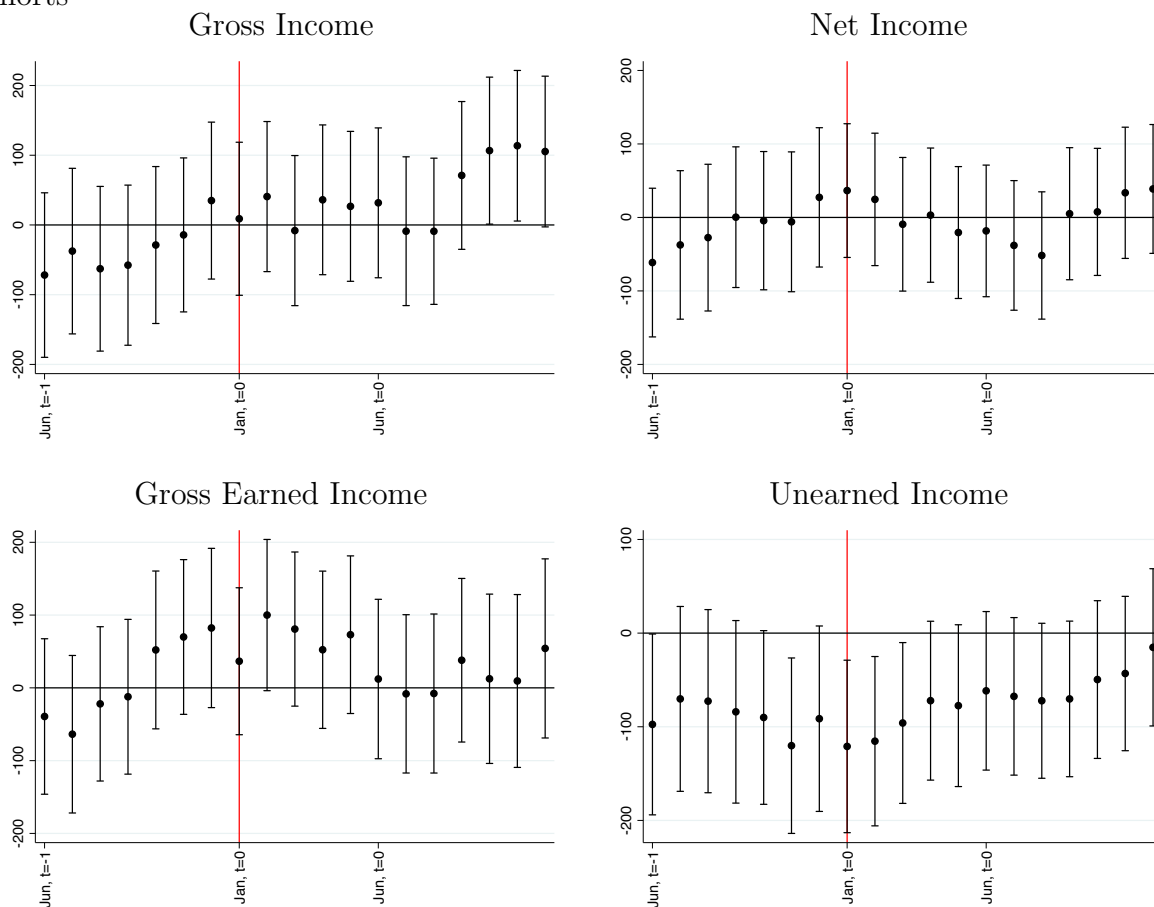 Gross Income
200
100
0
-100
-200
Jun, t=-1
Jan, t=0
Jun, t=0
Net Income
200
100
0
-100
-200
Jun, t=-1
Jan, t=0
Jun, t=0
Gross Earned Income
200
100
0
-100
-200
Jun, t=-1
Jan, t=0
Jun, t=0
Unearned Income
100
0
-100
-200
Jun, t=-1
Jan, t=0
Jun, t=0